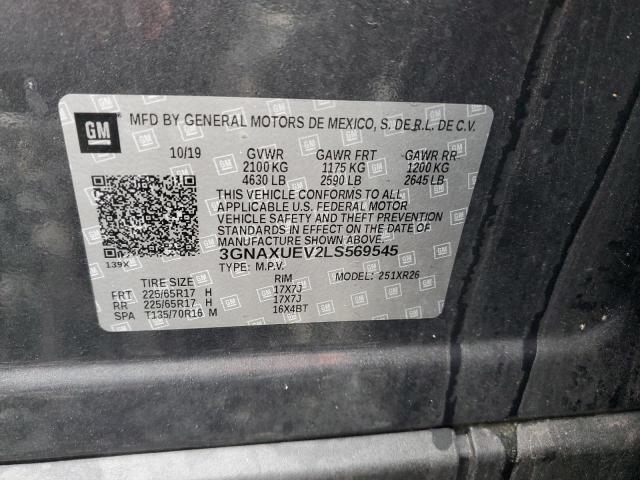 GM
MFD BY GENERAL MOTORS DE MEXICO, S. DE R.L. DE C.V.
10/19 GVWR GAWR FRT GAWR RR
2100 KG 1175 KG 1200 KG
4630 LB 2590 LB 2645 LB
THIS VEHICLE CONFORMS TO ALL
APPLICABLE U.S. FEDERAL MOTOR
VEHICLE SAFETY AND THEFT PREVENTION
STANDARDS IN EFFECT ON THE DATE OF
MANUFACTURE SHOWN ABOVE.
139X 3GNAXUEV2LS569545
TYPE: M.P.V. MODEL: 251XR26
TIRE SIZE RIM
FRT 225/65R17 H 17X7J
RR 225/65R17 H 17X7J
SPA T135/70R16 M 16X4BT